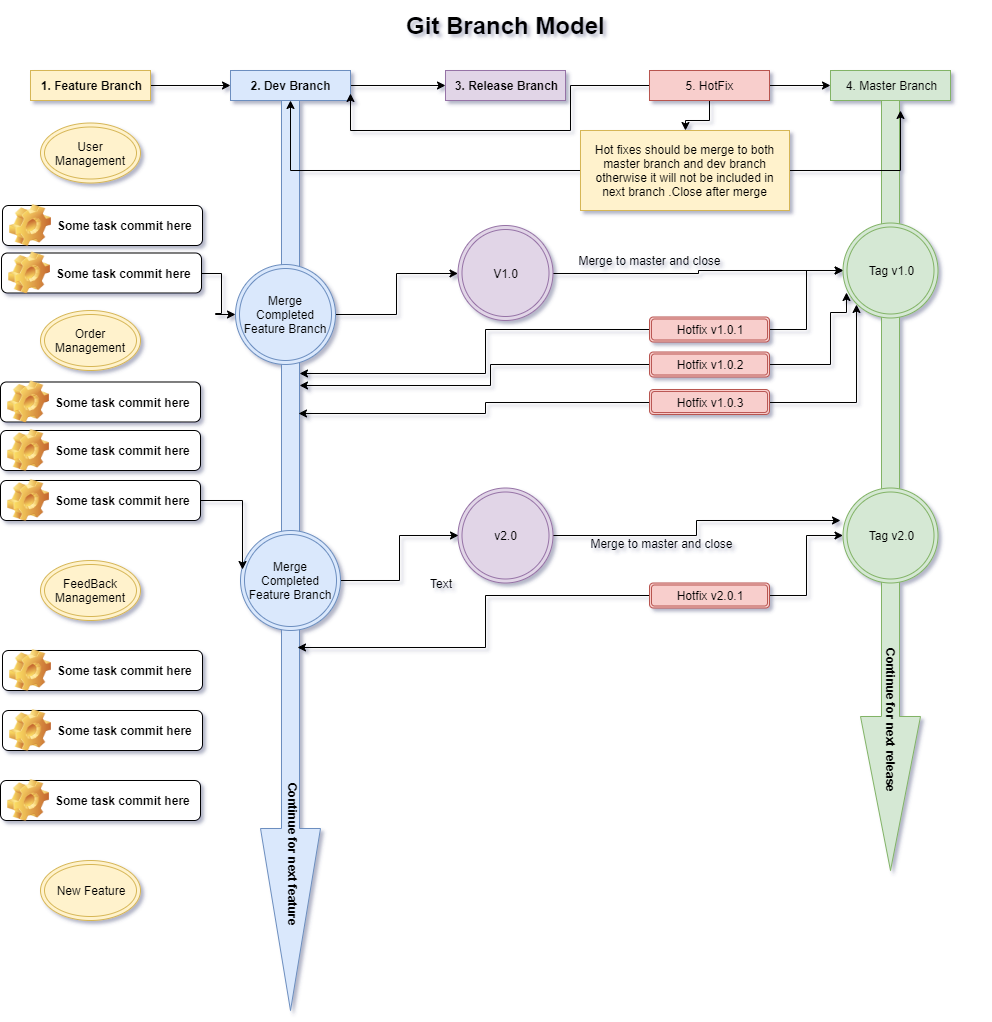 Git Branch Model
1. Feature Branch
2. Dev Branch
3. Release Branch
5. HotFix
4. Master Branch
User
Management
Hot fixes should be merge to both
master branch and dev branch
otherwise it will not be included in
next branch .Close after merge
Some task commit here
Some task commit here
Merge
Completed
Feature Branch
V1.0
Merge to master and close
Tag v1.0
Order
Management
Hotfix v1.0.1
Hotfix v1.0.2
Hotfix v1.0.3
Some task commit here
Some task commit here
Some task commit here
Merge
Completed
Feature Branch
v2.0
Merge to master and close
Tag v2.0
Text
FeedBack
Management
Hotfix v2.0.1
Some task commit here
Some task commit here
Continue for next release
Some task commit here
Continue for next feature
New Feature